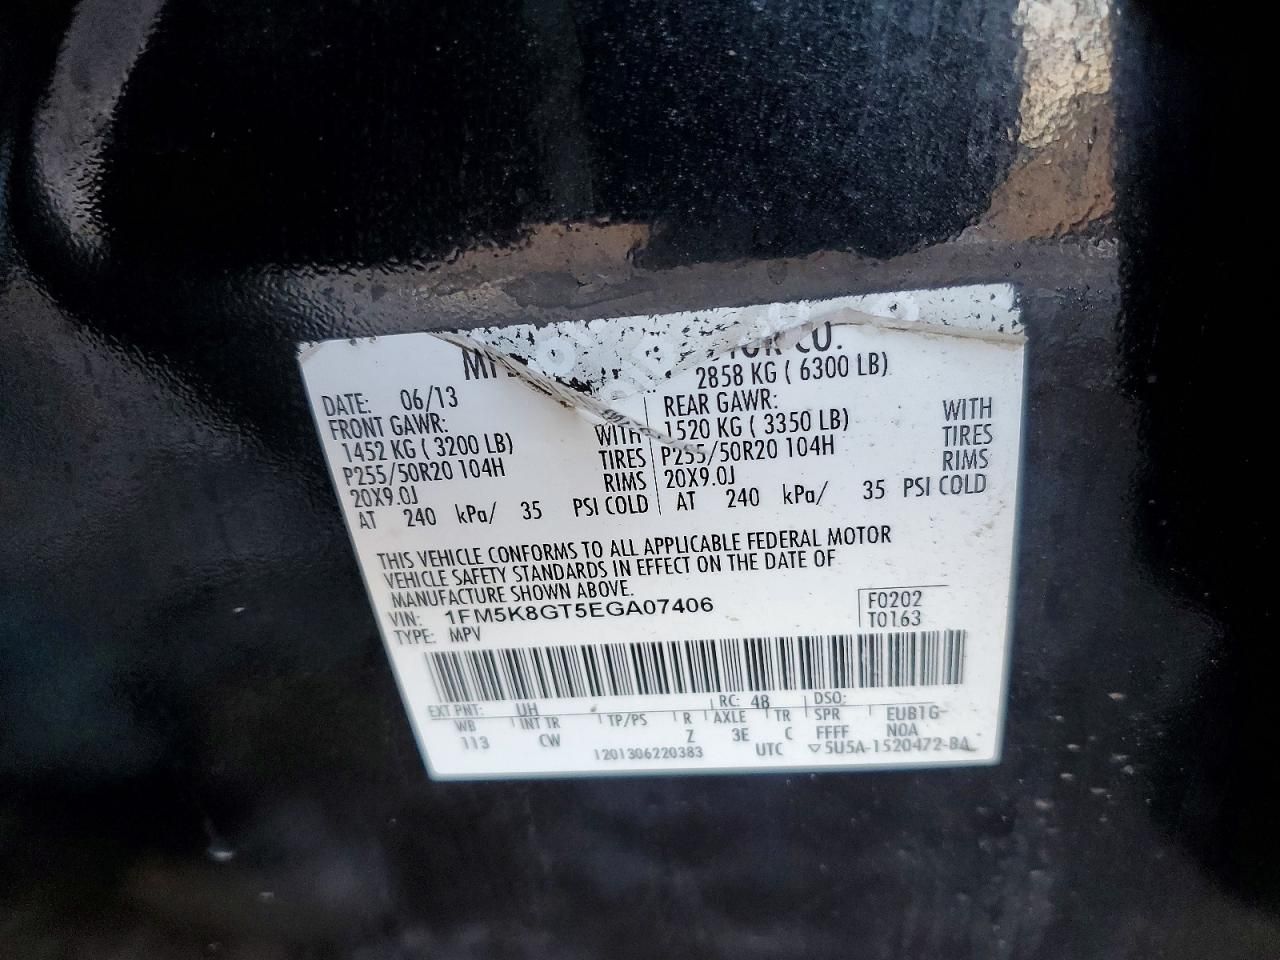 CO.
2858 KG ( 6300 LB)
DATE: 06/13
FRONT GAWR:
1452 KG ( 3200 LB) WITH
P255/50R20 104H TIRES
20X9.0J RIMS
AT 240 kPa/ 35 PSI COLD
REAR GAWR: WITH
1520 KG ( 3350 LB) TIRES
P255/50R20 104H RIMS
20X9.0J
AT 240 kPa/ 35 PSI COLD
THIS VEHICLE CONFORMS TO ALL APPLICABLE FEDERAL MOTOR
VEHICLE SAFETY STANDARDS IN EFFECT ON THE DATE OF
MANUFACTURE SHOWN ABOVE.
VIN: 1FM5K8GT5EGA07406
TYPE: MPV
F0202
T0163
EXT PNT: UH RC: 48 DSO:
WB INT TR TP/PS R AXLE TR SPR EUB1G-
113 CW Z 3E C FFFF N0A
1201306220383 UTC ▽5U5A-1520472-BA